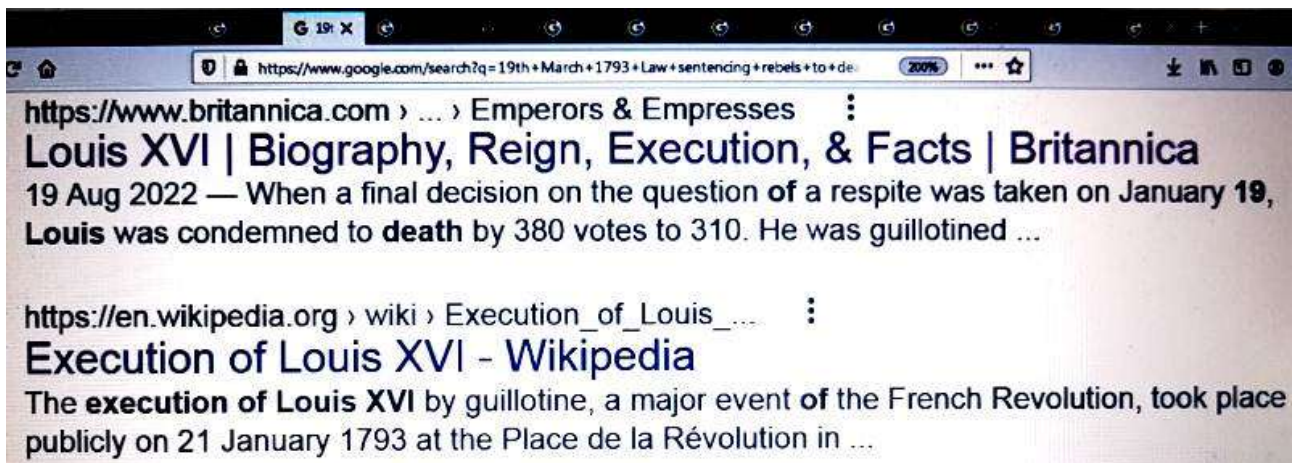 G 19t
https://www.google.com/search?q=19th+March+1793+Law+sentencing+rebels+to+de 200%
https://www.britannica.com › ... › Emperors & Empresses
Louis XVI | Biography, Reign, Execution, & Facts | Britannica
19 Aug 2022 — When a final decision on the question of a respite was taken on January 19,
Louis was condemned to death by 380 votes to 310. He was guillotined ...
https://en.wikipedia.org › wiki › Execution_of_Louis_...
Execution of Louis XVI - Wikipedia
The execution of Louis XVI by guillotine, a major event of the French Revolution, took place
publicly on 21 January 1793 at the Place de la Révolution in ...